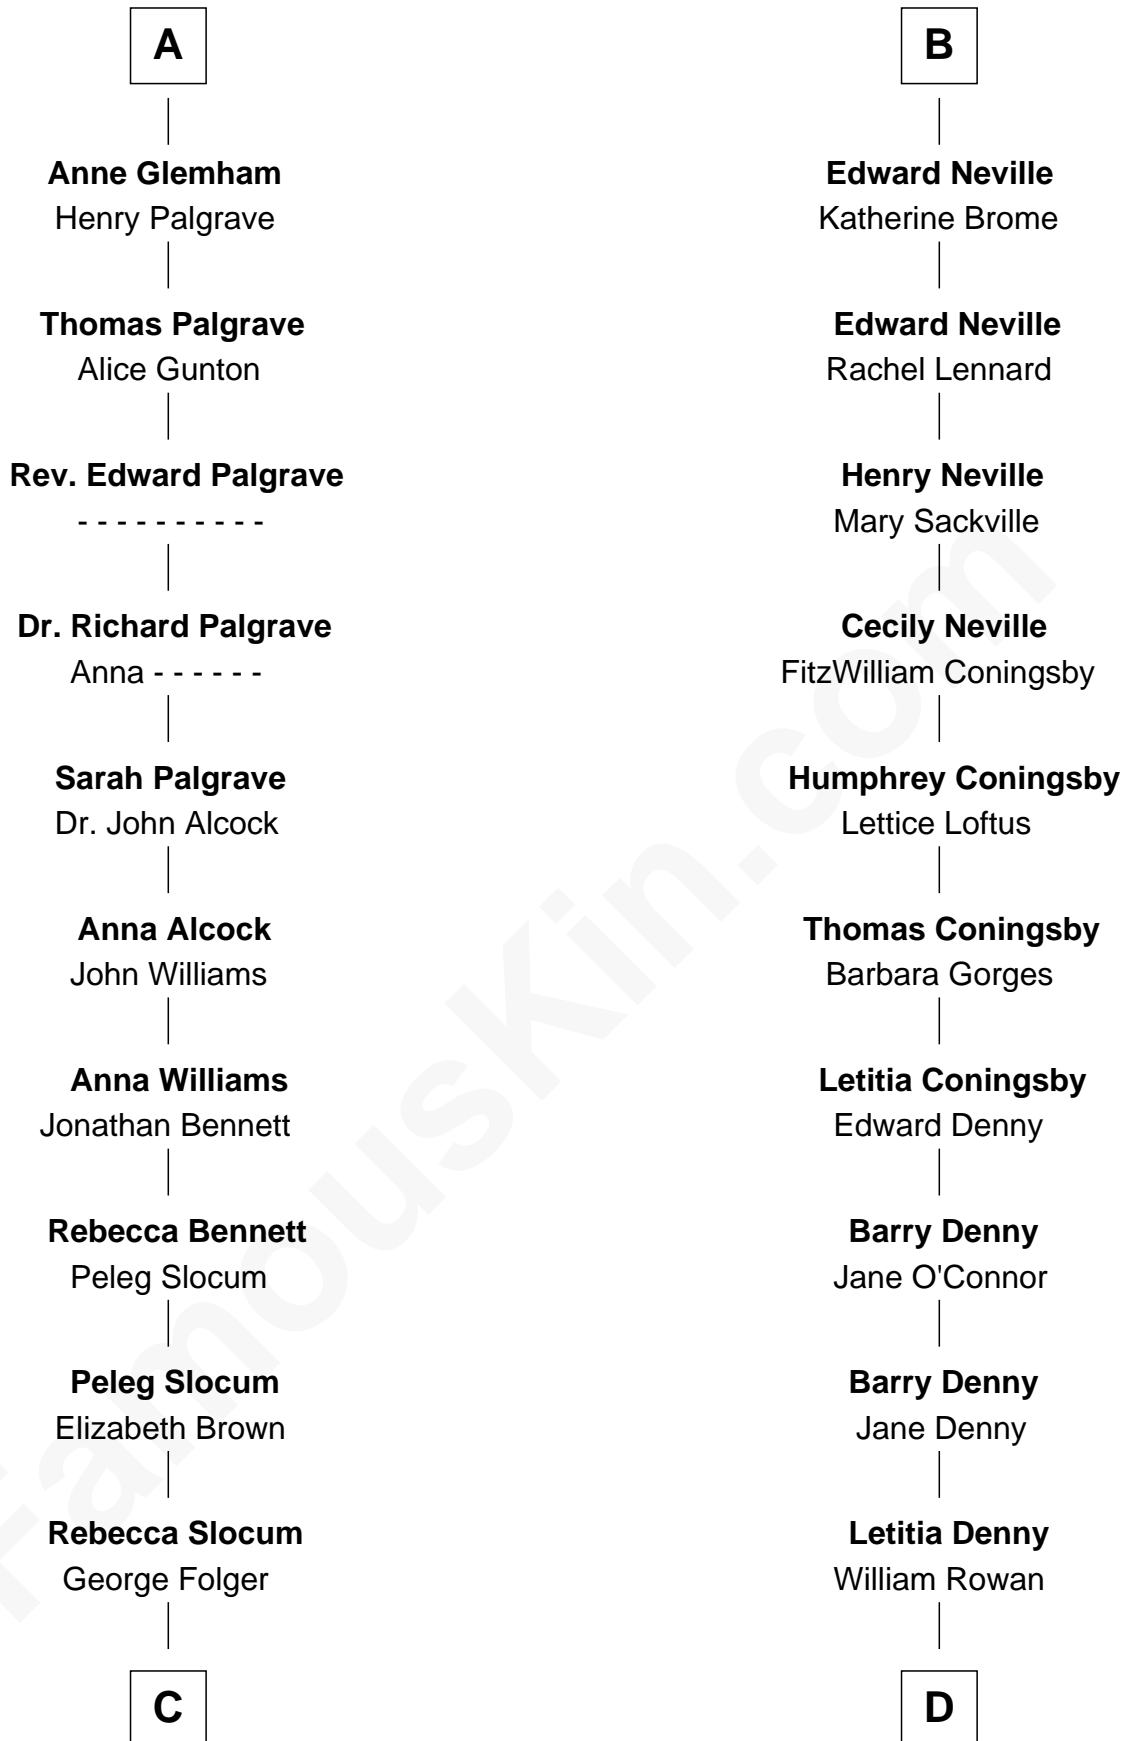 A
Anne Glemham
Henry Palgrave
Thomas Palgrave
Alice Gunton
Rev. Edward Palgrave
- - - - - - - - - -
Dr. Richard Palgrave
Anna - - - - - -
Sarah Palgrave
Dr. John Alcock
Anna Alcock
John Williams
Anna Williams
Jonathan Bennett
Rebecca Bennett
Peleg Slocum
Peleg Slocum
Elizabeth Brown
Rebecca Slocum
George Folger
C
B
Edward Neville
Katherine Brome
Edward Neville
Rachel Lennard
Henry Neville
Mary Sackville
Cecily Neville
FitzWilliam Coningsby
Humphrey Coningsby
Lettice Loftus
Thomas Coningsby
Barbara Gorges
Letitia Coningsby
Edward Denny
Barry Denny
Jane O'Connor
Barry Denny
Jane Denny
Letitia Denny
William Rowan
D
FamousKin.com